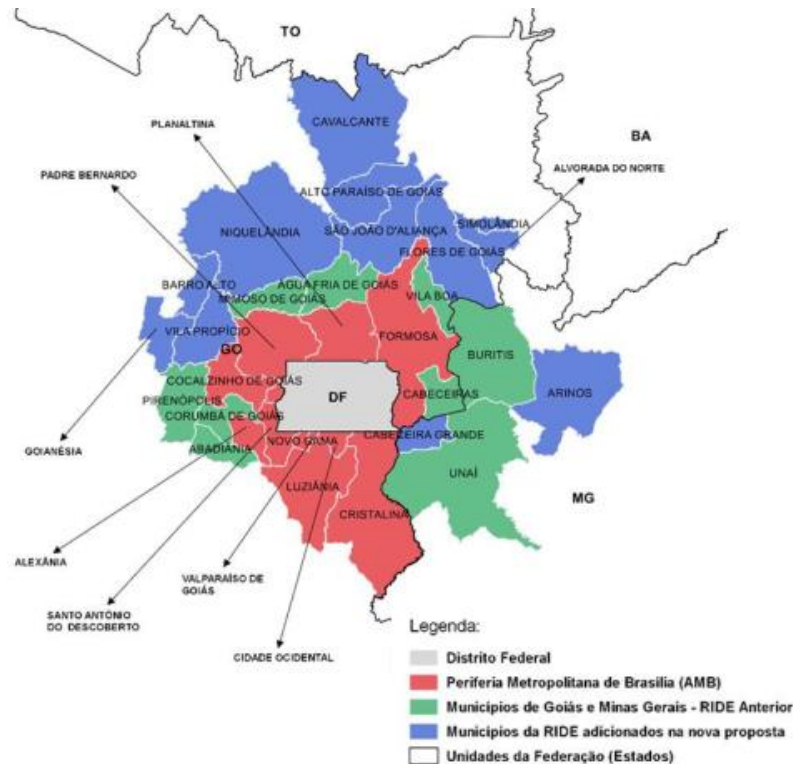 TO
CAVALCANTE
PLANALTINA
BA
ALVORADA DO NORTE
PADRE BERNARDO
ALTO PARAÍSO DE GOIÁS
SIMOLÂNDIA
NIQUELÂNDIA
SÃO JOÃO D'ALIANÇA
FLORES DE GOIÁS
BARRO ALTO
ÁGUA FRIA DE GOIÁS
MIMOSO DE GOIÁS
VILA BOA
VILA PROPÍCIO
FORMOSA
GO
BURITIS
COCALZINHO DE GOIÁS
DF
CABECEIRAS
ARINOS
PIRENÓPOLIS
CORUMBÁ DE GOIÁS
GOIANÉSIA
ABADIÂNIA
NOVO GAMA
CABECEIRA GRANDE
UNAÍ
LUZIÂNIA
MG
CRISTALINA
ALEXÂNIA
VALPARAÍSO DE
GOIÁS
SANTO ANTÓNIO
DO DESCOBERTO
CIDADE OCIDENTAL
Legenda:
Distrito Federal
Periferia Metropolitana de Brasília (AMB)
Municípios de Goiás e Minas Gerais - RIDE Anterior
Municípios da RIDE adicionados na nova proposta
Unidades da Federação (Estados)